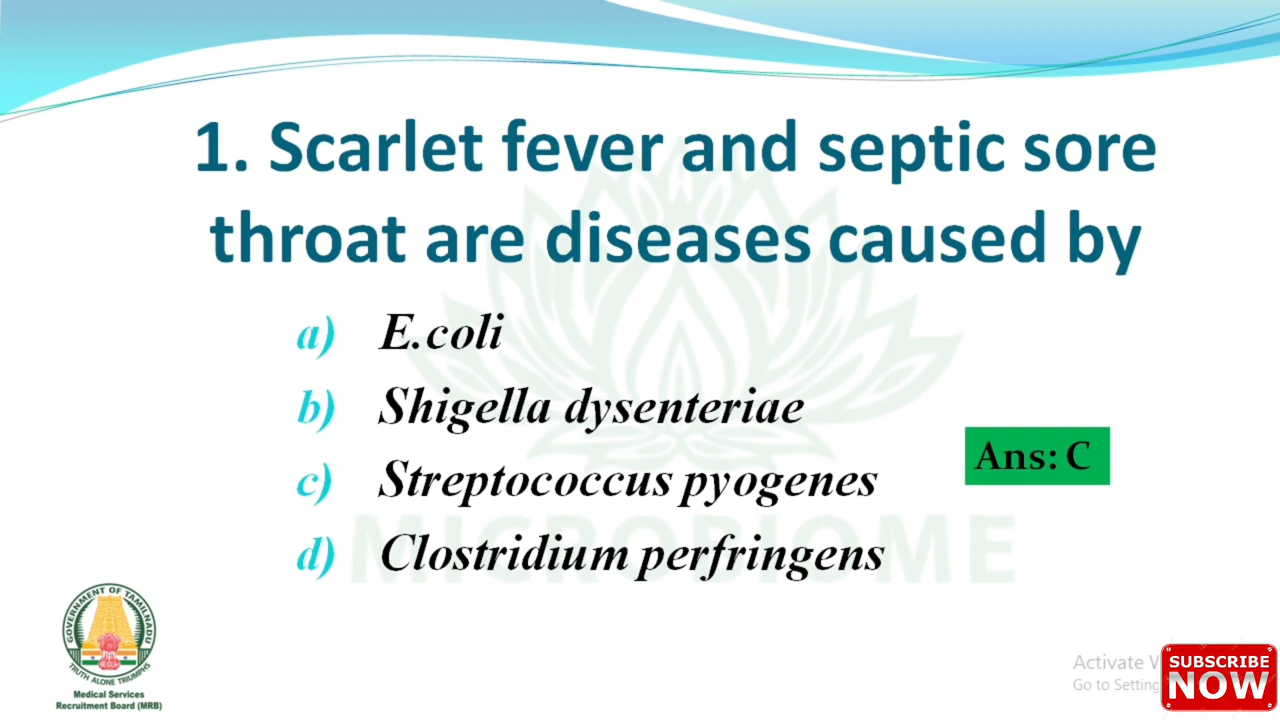 1. Scarlet fever and septic sore
throat are diseases caused by
a) E.coli
b) Shigella dysenteriae
c) Streptococcus pyogenes
Ans: C
d) Clostridium perfringens
MICROBIOME
GOVERNMENT OF TAMILNADU
TRUTH ALONE TRIUMPHS
Medical Services
Recruitment Board (MRB)
Activate
Go to Setting
SUBSCRIBE
NOW